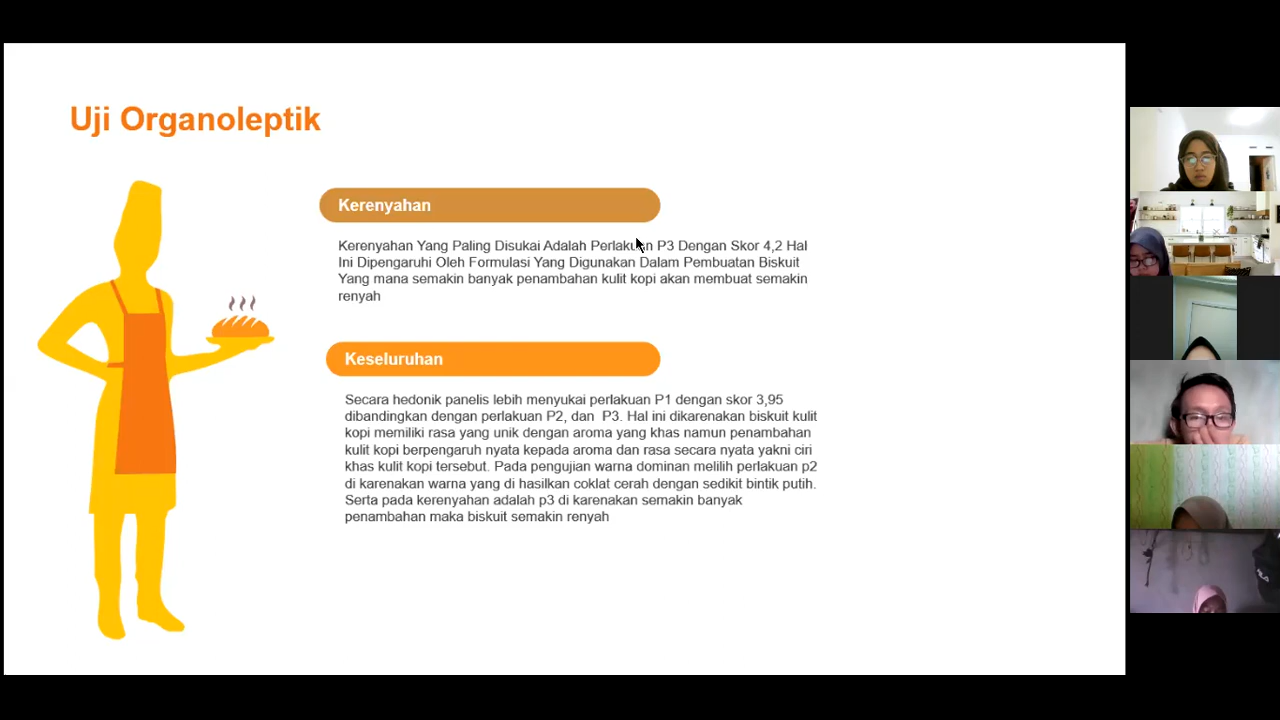 Uji Organoleptik
Kerenyahan
Kerenyahan Yang Paling Disukai Adalah Perlakuan P3 Dengan Skor 4,2 Hal
Ini Dipengaruhi Oleh Formulasi Yang Digunakan Dalam Pembuatan Biskuit
Yang mana semakin banyak penambahan kulit kopi akan membuat semakin
renyah
Keseluruhan
Secara hedonik panelis lebih menyukai perlakuan P1 dengan skor 3,95
dibandingkan dengan perlakuan P2, dan P3. Hal ini dikarenakan biskuit kulit
kopi memiliki rasa yang unik dengan aroma yang khas namun penambahan
kulit kopi berpengaruh nyata kepada aroma dan rasa secara nyata yakni ciri
khas kulit kopi tersebut. Pada pengujian warna dominan melilih perlakuan p2
di karenakan warna yang di hasilkan coklat cerah dengan sedikit bintik putih.
Serta pada kerenyahan adalah p3 di karenakan semakin banyak
penambahan maka biskuit semakin renyah